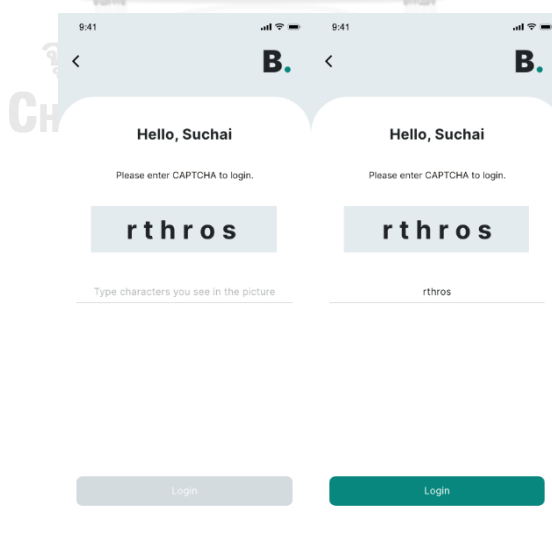 9:41
B.
Hello, Suchai
Please enter CAPTCHA to login.
rthros
Type characters you see in the picture
Login
9:41
B.
Hello, Suchai
Please enter CAPTCHA to login.
rthros
rthros
Login